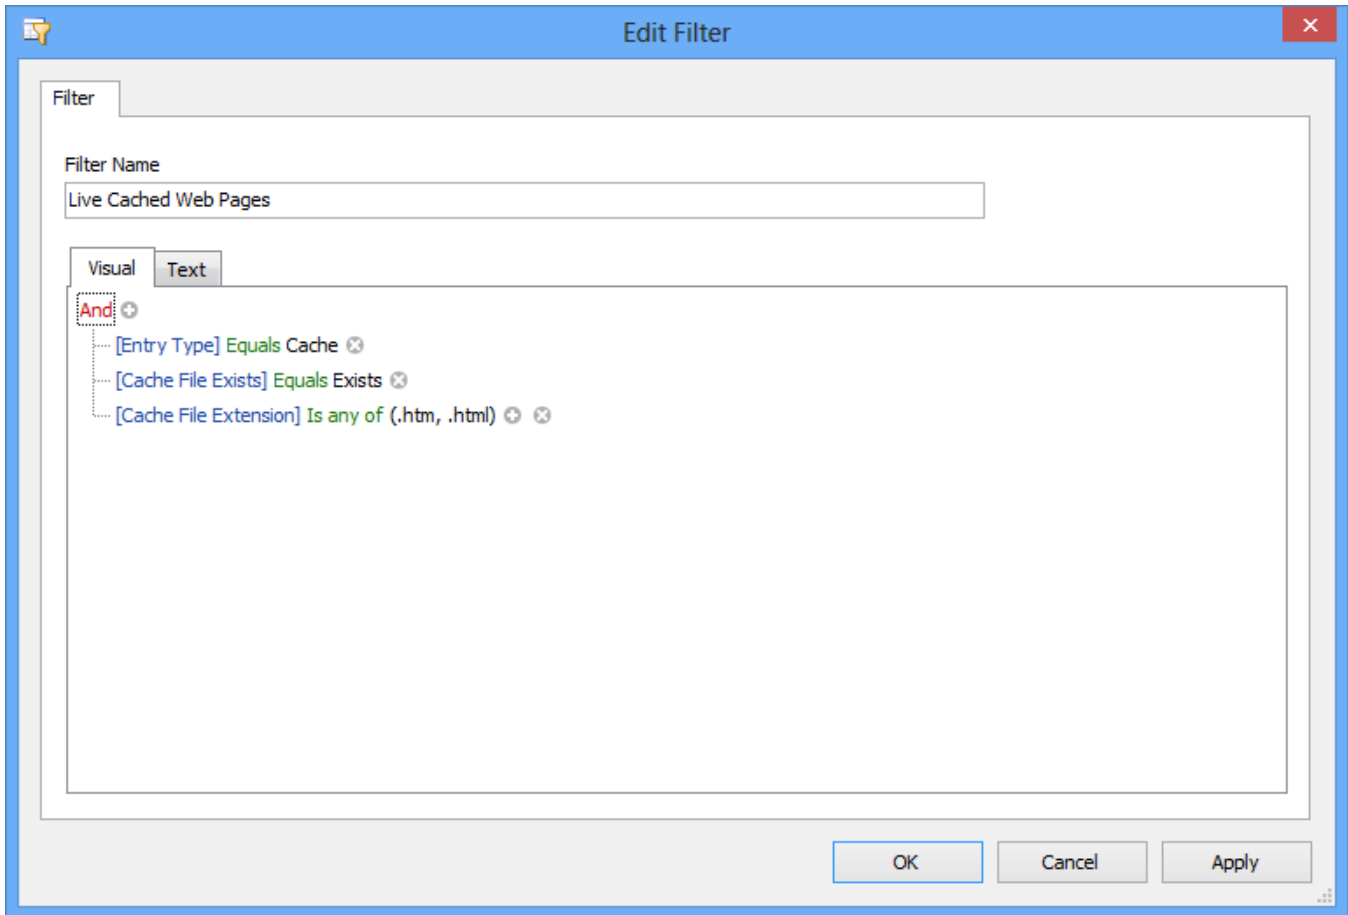 Edit Filter
Filter
Filter Name
Live Cached Web Pages
Visual Text
And
[Entry Type] Equals Cache
[Cache File Exists] Equals Exists
[Cache File Extension] Is any of (.htm, .html)
OK Cancel Apply